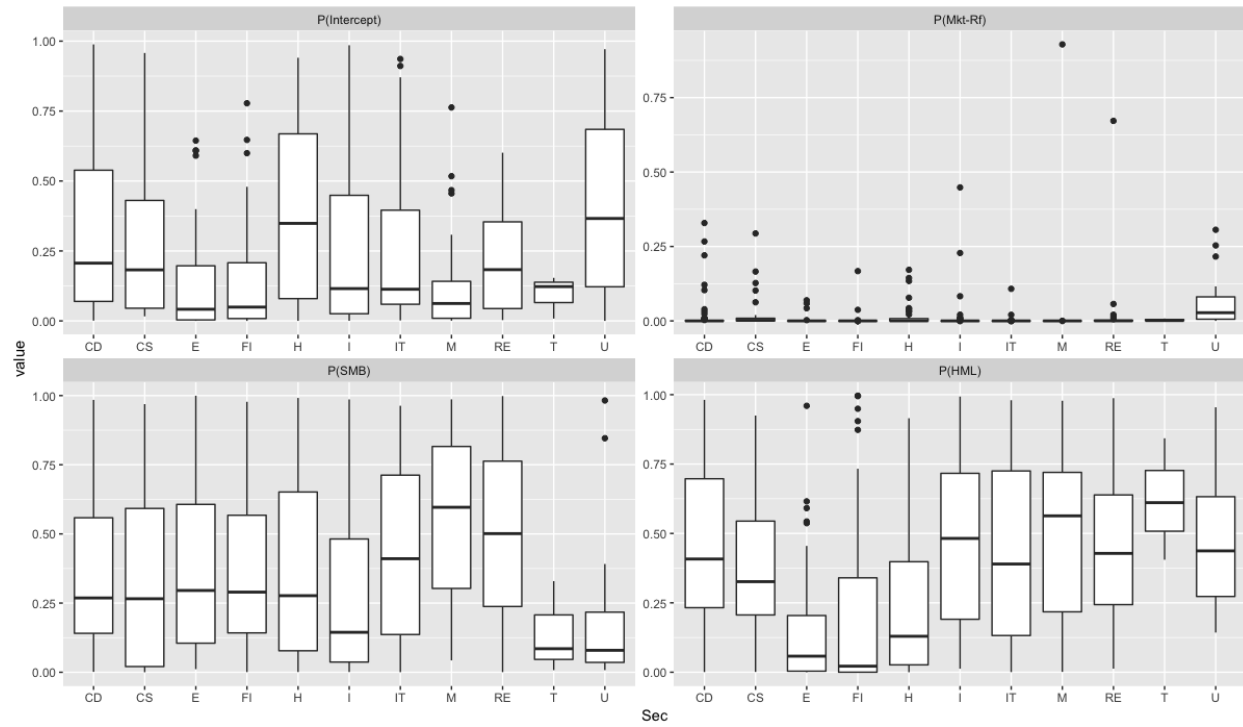 P(Intercept) P(Mkt-Rf)
1.00
0.75 0.75
0.50 0.50
0.25 0.25
0.00 0.00
CD CS E FI H I IT M RE T U CD CS E FI H I IT M RE T U
value
P(SMB) P(HML)
1.00 1.00
0.75 0.75
0.50 0.50
0.25 0.25
0.00 0.00
CD CS E FI H I IT M RE T U CD CS E FI H I IT M RE T U
Sec